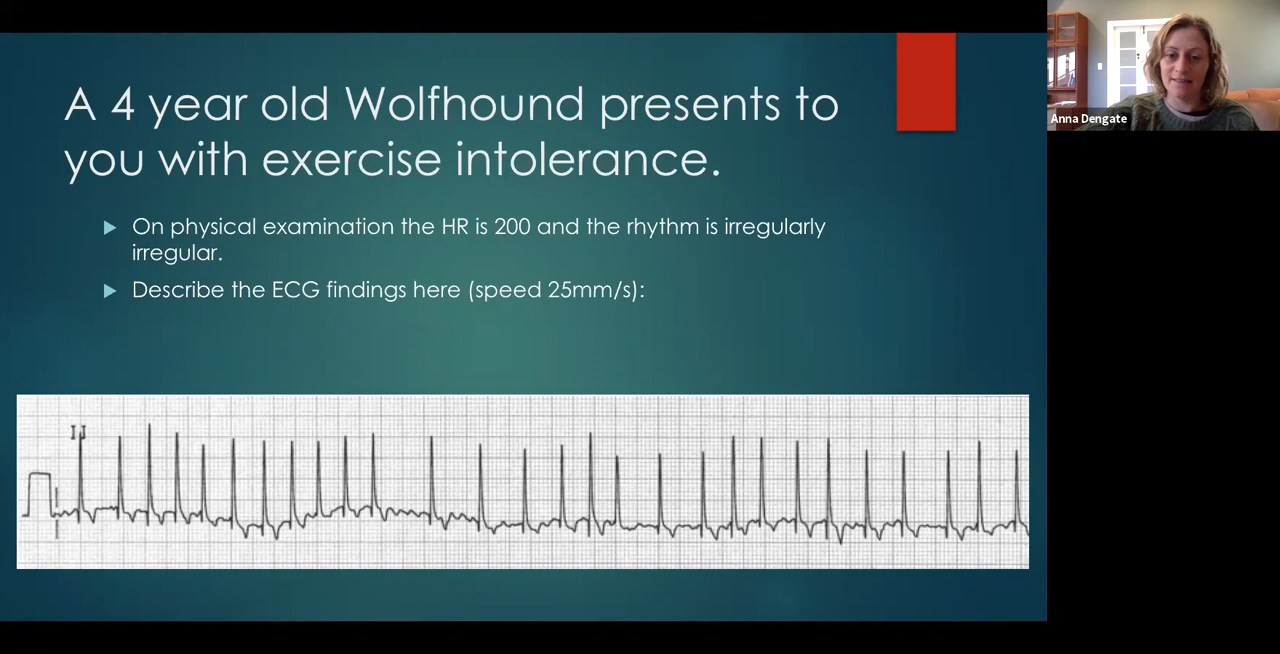 A 4 year old Wolfhound presents to
you with exercise intolerance.
On physical examination the HR is 200 and the rhythm is irregularly
irregular.
Describe the ECG findings here (speed 25mm/s):
II
Anna Dengate